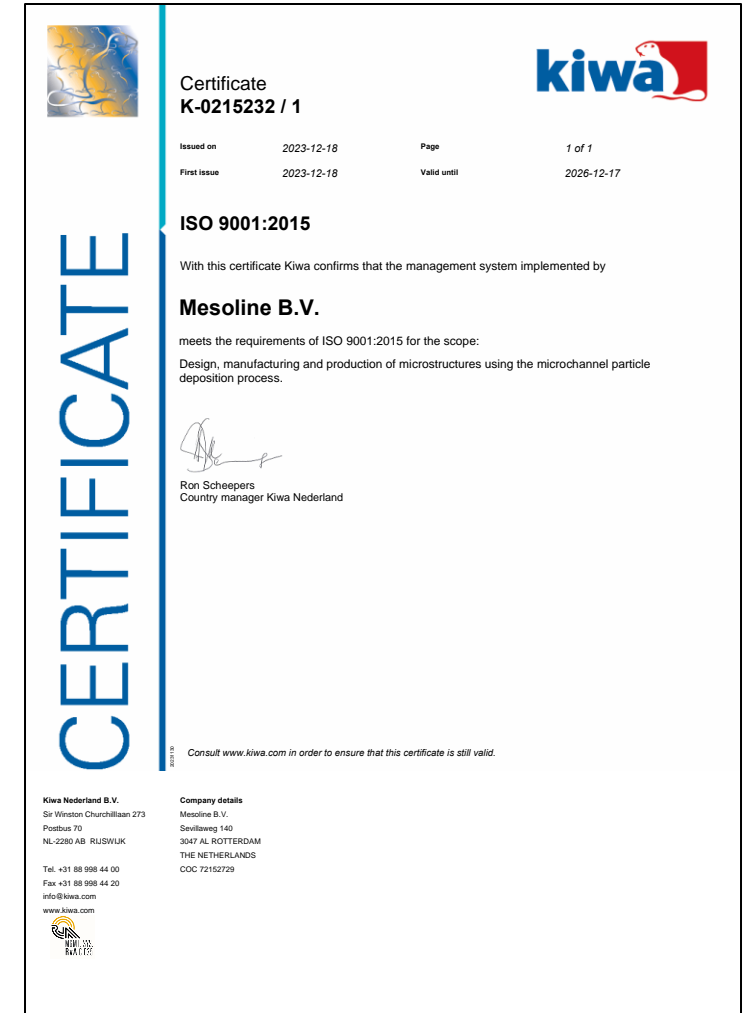 kiwa
Certificate
K-0215232 / 1
Issued on 2023-12-18 Page 1 of 1
First issue 2023-12-18 Valid until 2026-12-17
ISO 9001:2015
With this certificate Kiwa confirms that the management system implemented by
Mesoline B.V.
meets the requirements of ISO 9001:2015 for the scope:
Design, manufacturing and production of microstructures using the microchannel particle
deposition process.
Ron Scheepers
Country manager Kiwa Nederland
CERTIFICATE
Consult www.kiwa.com in order to ensure that this certificate is still valid.
Kiwa Nederland B.V.
Sir Winston Churchilllaan 273
Postbus 70
NL-2280 AB RIJSWIJK
Tel. +31 88 998 44 00
Fax +31 88 998 44 20
info@kiwa.com
www.kiwa.com
Company details
Mesoline B.V.
Sevillaweg 140
3047 AL ROTTERDAM
THE NETHERLANDS
COC 72152729